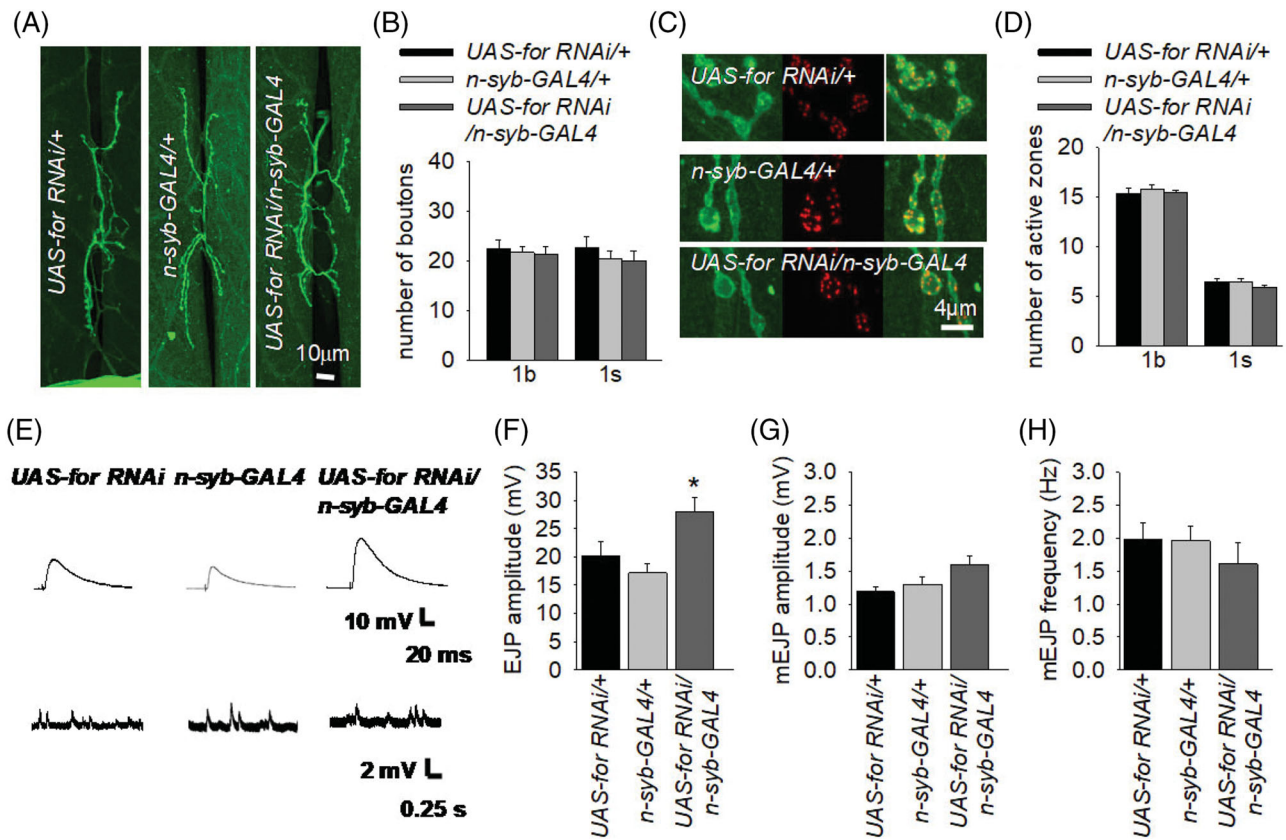 (A)
UAS-for RNAi/+
n-syb-GAL4/+
UAS-for RNAi/n-syb-GAL4
10μm
(B)
UAS-for RNAi/+
n-syb-GAL4/+
UAS-for RNAi
/n-syb-GAL4
number of boutons
40
30
20
10
0
1b
1s
(C)
UAS-for RNAi/+
n-syb-GAL4/+
UAS-for RNAi/n-syb-GAL4
4μm
(D)
UAS-for RNAi/+
n-syb-GAL4/+
UAS-for RNAi
/n-syb-GAL4
number of active zones
20
15
10
5
0
1b
1s
(E)
UAS-for RNAi
n-syb-GAL4
UAS-for RNAi/
n-syb-GAL4
10 mV
20 ms
2 mV
0.25 s
(F)
EJP amplitude (mV)
35
30
25
20
15
10
5
0
*
UAS-for RNAi/+
n-syb-GAL4/+
UAS-for RNAi/
n-syb-GAL4
(G)
mEJP amplitude (mV)
3.0
2.5
2.0
1.5
1.0
0.5
0.0
UAS-for RNAi/+
n-syb-GAL4/+
UAS-for RNAi/
n-syb-GAL4
(H)
mEJP frequency (Hz)
3.0
2.5
2.0
1.5
1.0
0.5
0.0
UAS-for RNAi/+
n-syb-GAL4/+
UAS-for RNAi/
n-syb-GAL4